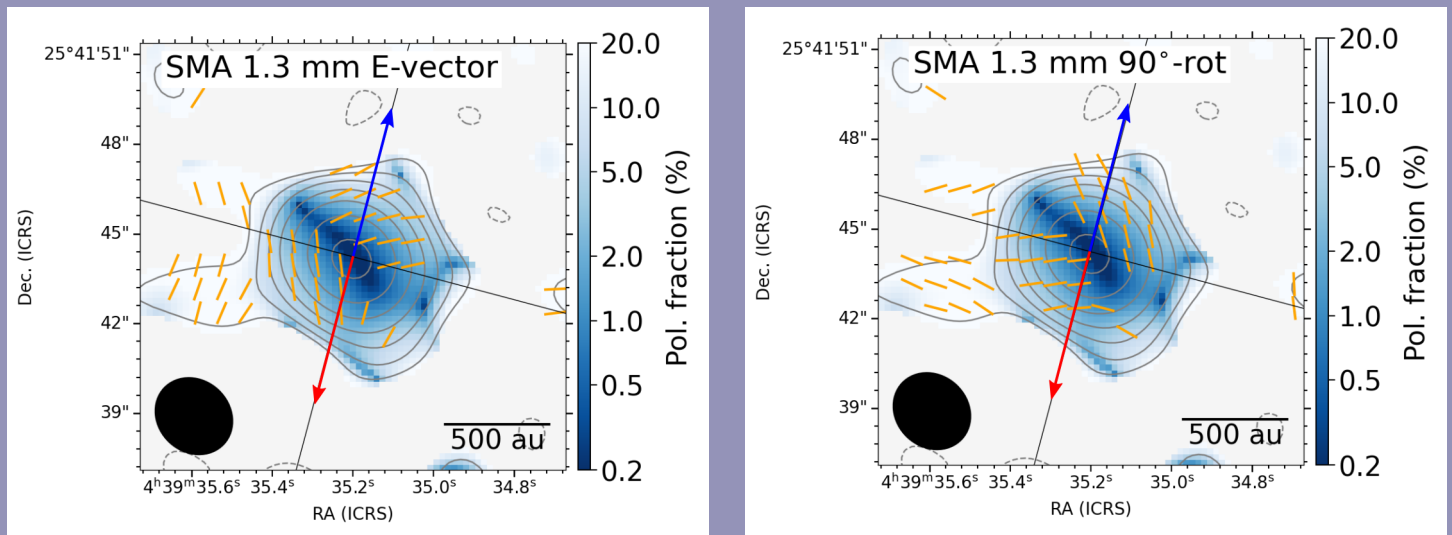 SMA 1.3 mm E-vector
25°41'51"
48"
45"
42"
39"
Dec. (ICRS)
4ʰ39ᵐ35.6ˢ 35.4ˢ 35.2ˢ 35.0ˢ 34.8ˢ
RA (ICRS)
500 au
20.0
10.0
5.0
2.0
1.0
0.5
0.2
Pol. fraction (%)
SMA 1.3 mm 90°-rot
25°41'51"
48"
45"
42"
39"
Dec. (ICRS)
4ʰ39ᵐ35.6ˢ 35.4ˢ 35.2ˢ 35.0ˢ 34.8ˢ
RA (ICRS)
500 au
20.0
10.0
5.0
2.0
1.0
0.5
0.2
Pol. fraction (%)